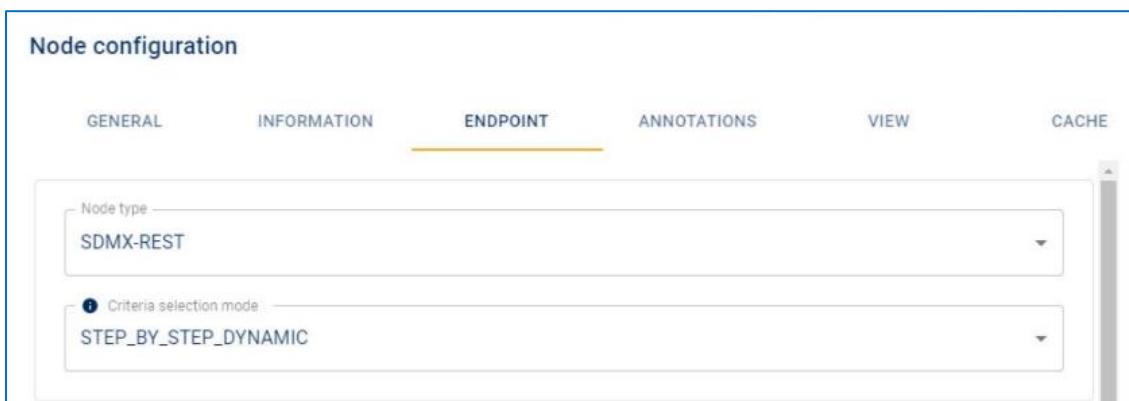 Node configuration
GENERAL INFORMATION ENDPOINT ANNOTATIONS VIEW CACHE
Node type
SDMX-REST
Criteria selection mode
STEP_BY_STEP_DYNAMIC